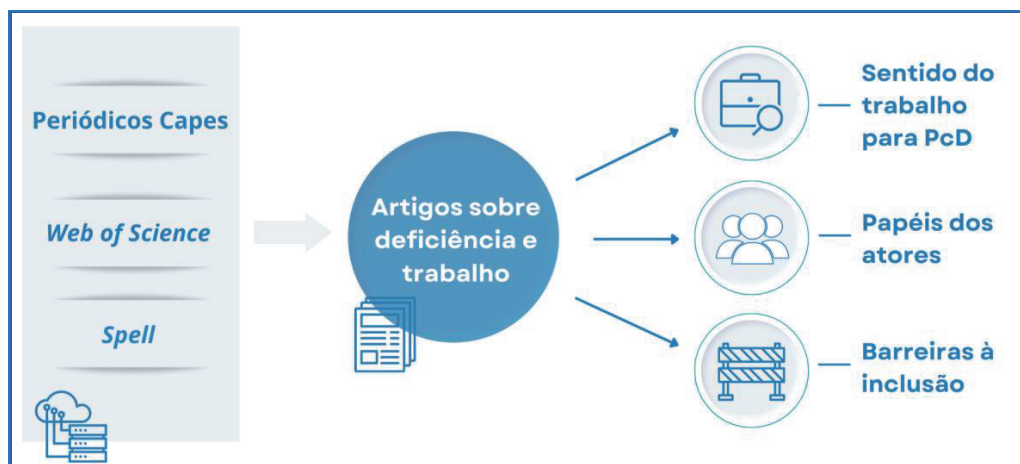 Periódicos Capes
Web of Science
Spell
Artigos sobre
deficiência e
trabalho
Sentido do
trabalho
para PcD
Papéis dos
atores
Barreiras à
inclusão